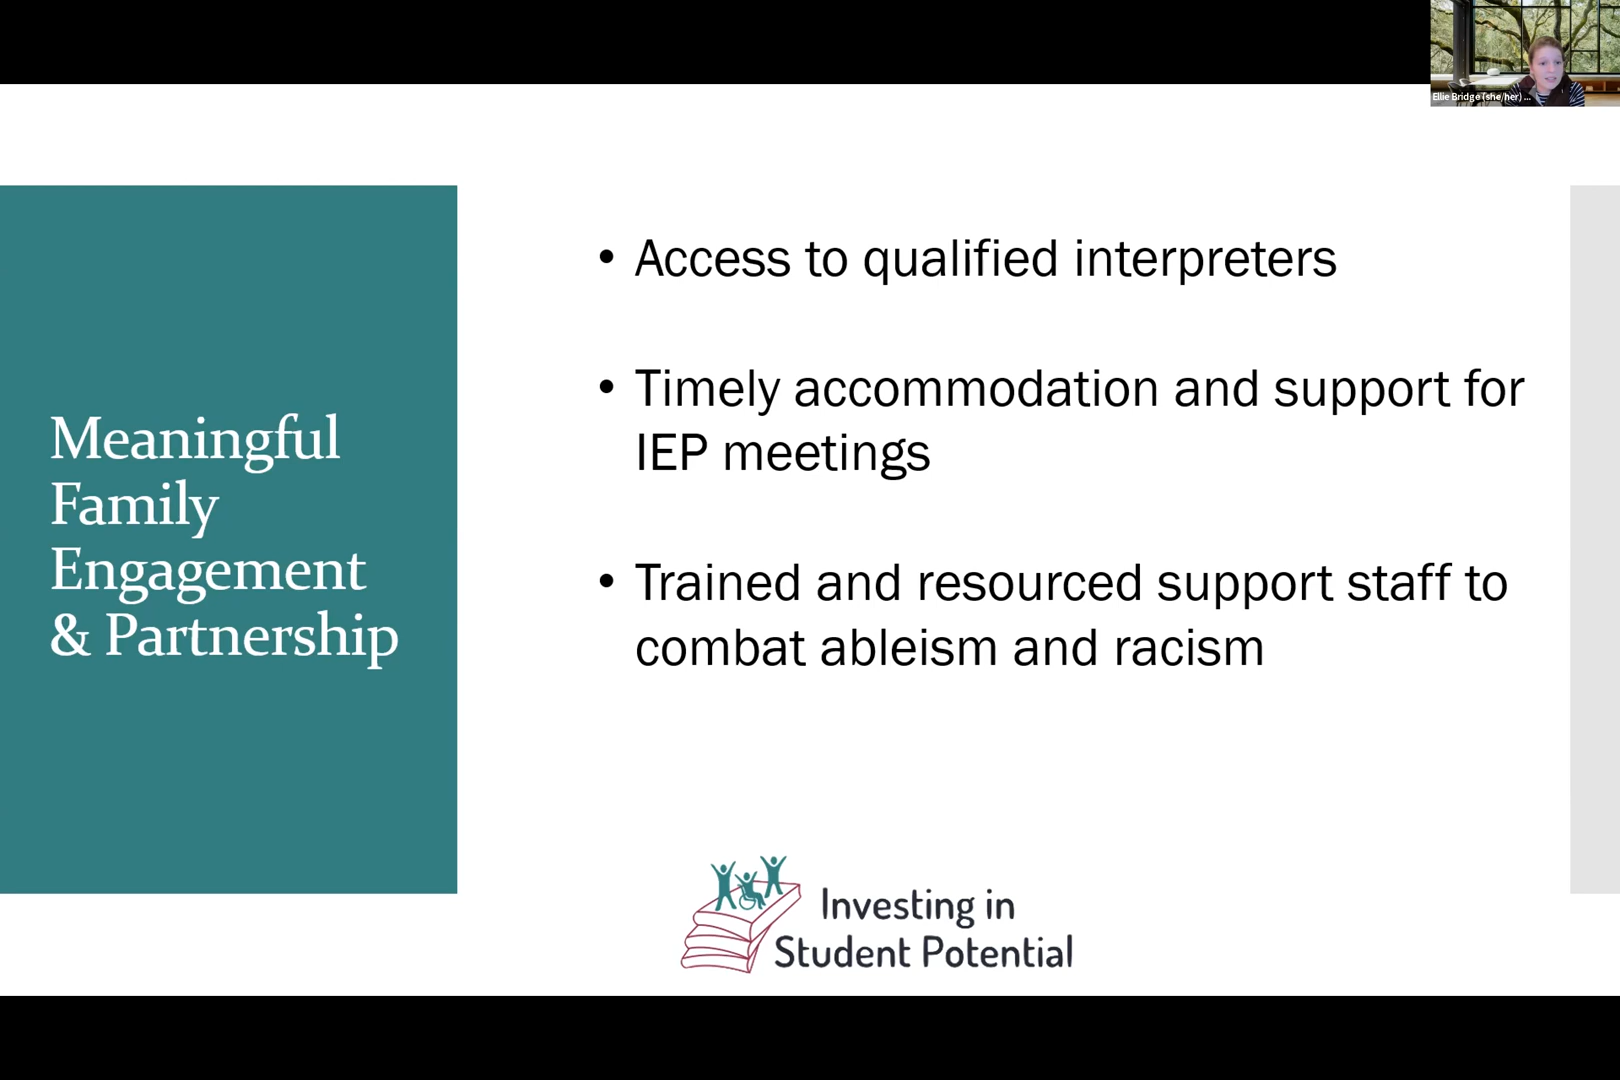 Ellie Bridge (she/her) ...
Meaningful
Family
Engagement
& Partnership
• Access to qualified interpreters
• Timely accommodation and support for
IEP meetings
• Trained and resourced support staff to
combat ableism and racism
Investing in
Student Potential